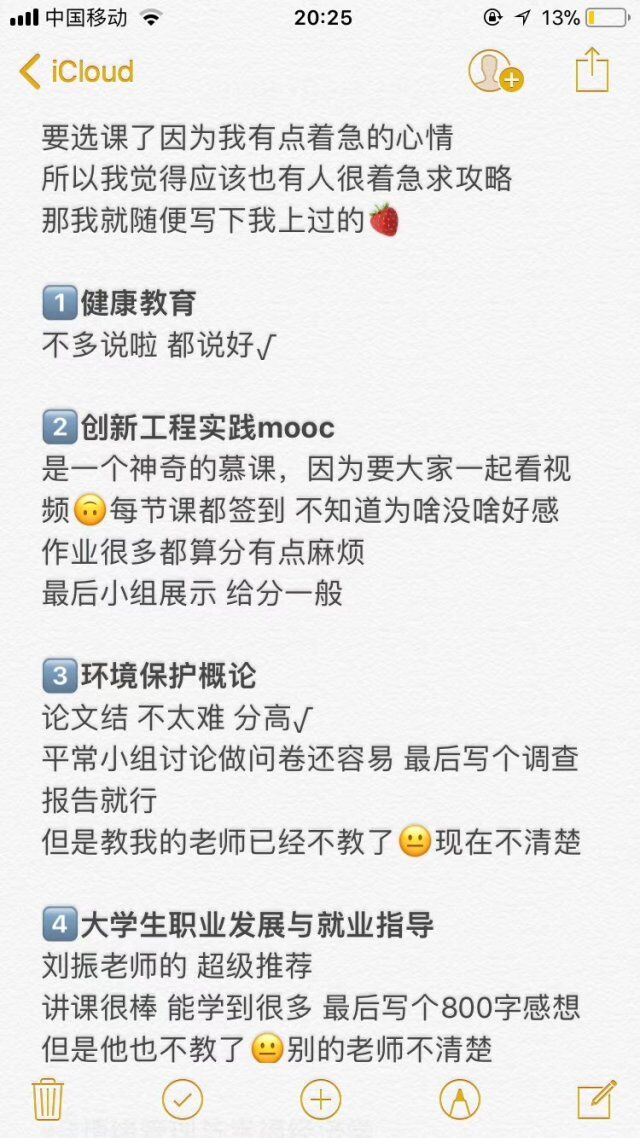 中国移动 20:25 13%
iCloud
要选课了因为我有点着急的心情
所以我觉得应该也有人很着急求攻略
那我就随便写下我上过的🍓
1️⃣健康教育
不多说啦 都说好√
2️⃣创新工程实践mooc
是一个神奇的慕课，因为要大家一起看视
频🙃每节课都签到 不知道为啥没啥好感
作业很多都算分有点麻烦
最后小组展示 给分一般
3️⃣环境保护概论
论文结 不太难 分高√
平常小组讨论做问卷还容易 最后写个调查
报告就行
但是教我的老师已经不教了😐现在不清楚
4️⃣大学生职业发展与就业指导
刘振老师的 超级推荐
讲课很棒 能学到很多 最后写个800字感想
但是他也不教了😐别的老师不清楚